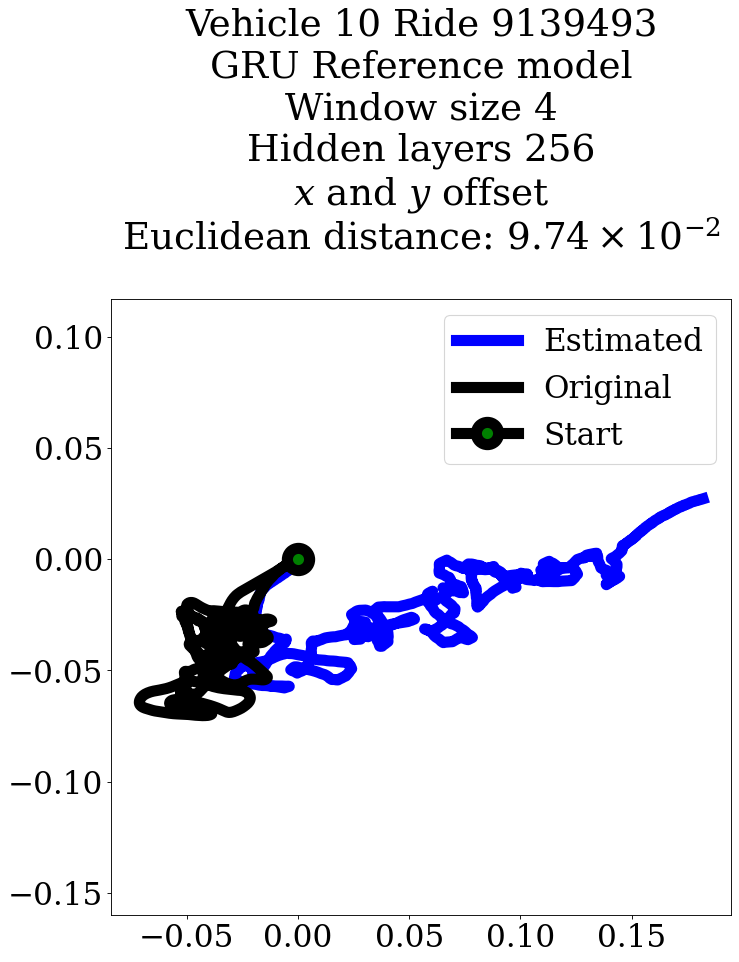 Vehicle 10 Ride 9139493
GRU Reference model
Window size 4
Hidden layers 256
x and y offset
Euclidean distance: 9.74 × 10⁻²
Estimated
Original
Start
0.10
0.05
0.00
−0.05
−0.10
−0.15
−0.05 0.00 0.05 0.10 0.15